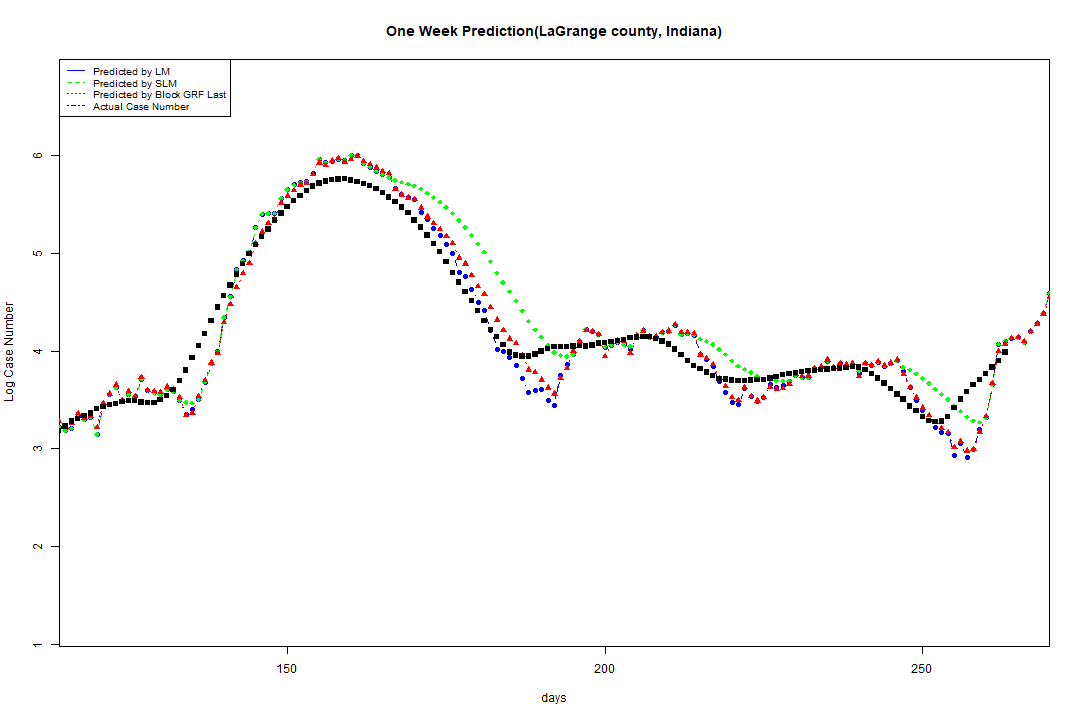 One Week Prediction(LaGrange county, Indiana)
Predicted by LM
Predicted by SLM
Predicted by Block GRF Last
Actual Case Number
Log Case Number
6
5
4
3
2
1
150
200
250
days